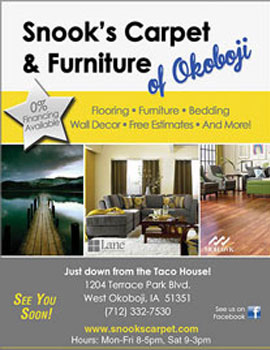 Snook's Carpet
& Furniture
of Okoboji
0%
Financing
Available
Flooring • Furniture • Bedding
Wall Decor • Free Estimates • And More!
Lane
MOHAWK
Just down from the Taco House!
1204 Terrace Park Blvd.
West Okoboji, IA 51351
(712) 332-7530
SEE YOU
SOON!
See us on
Facebook
f
www.snookscarpet.com
Hours: Mon-Fri 8-5pm, Sat 9-3pm